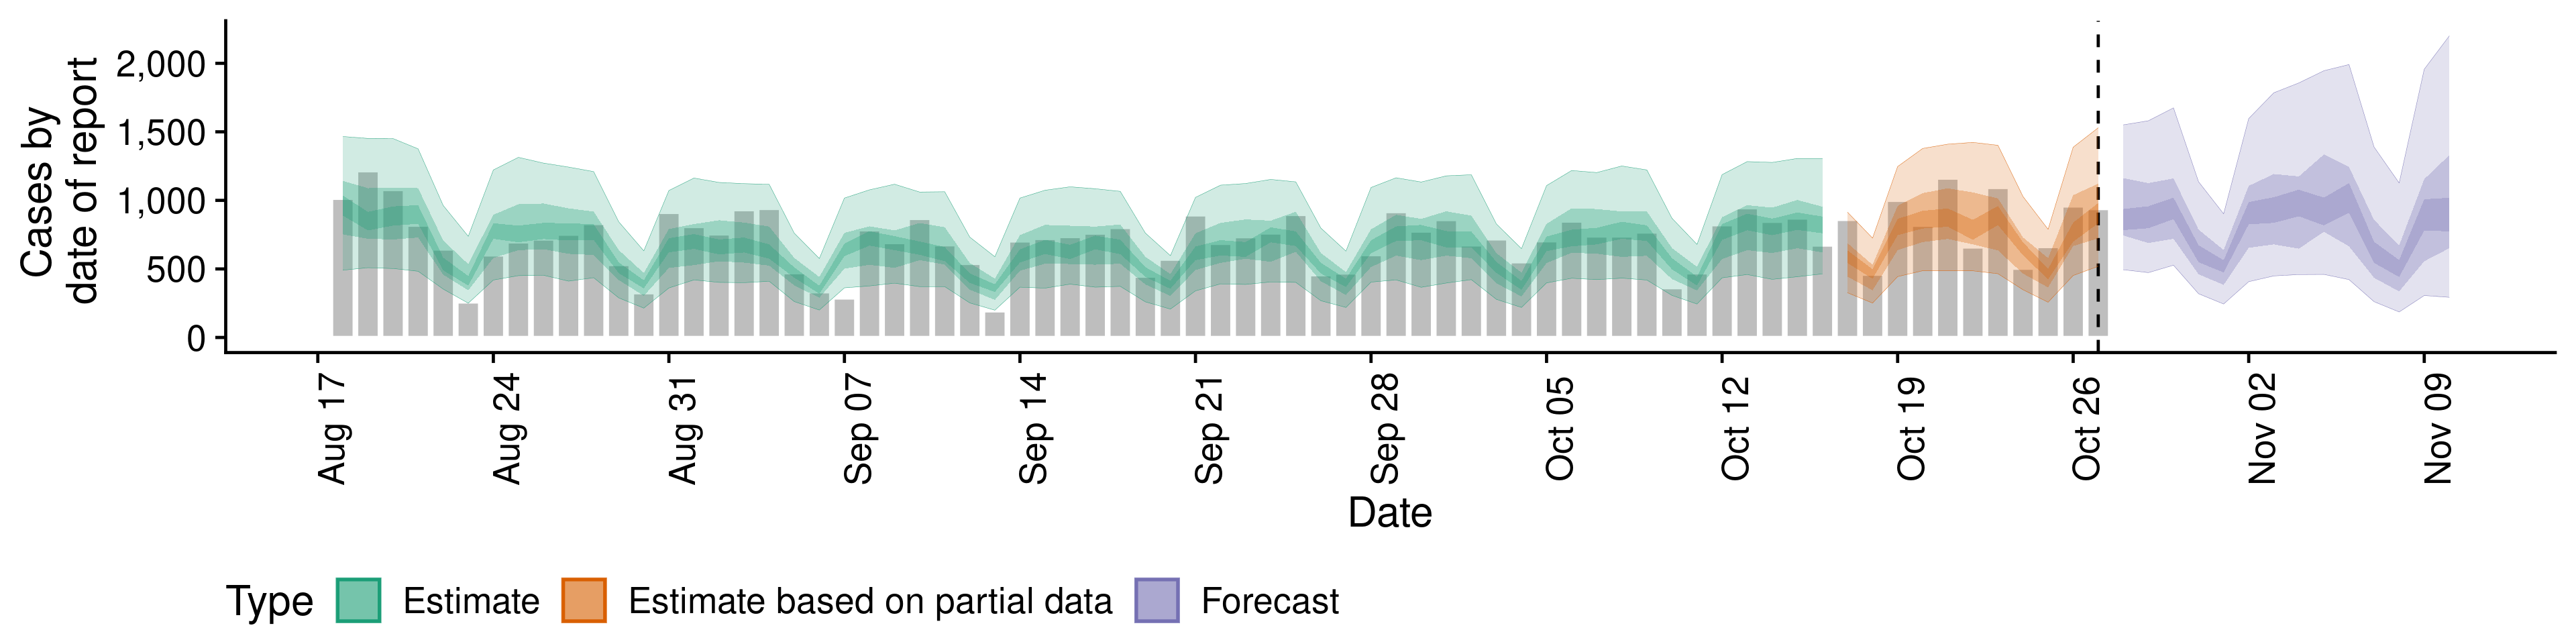 Cases by
date of report
2,000
1,500
1,000
500
0
Aug 17
Aug 24
Aug 31
Sep 07
Sep 14
Sep 21
Sep 28
Oct 05
Oct 12
Oct 19
Oct 26
Nov 02
Nov 09
Date
Type Estimate Estimate based on partial data Forecast